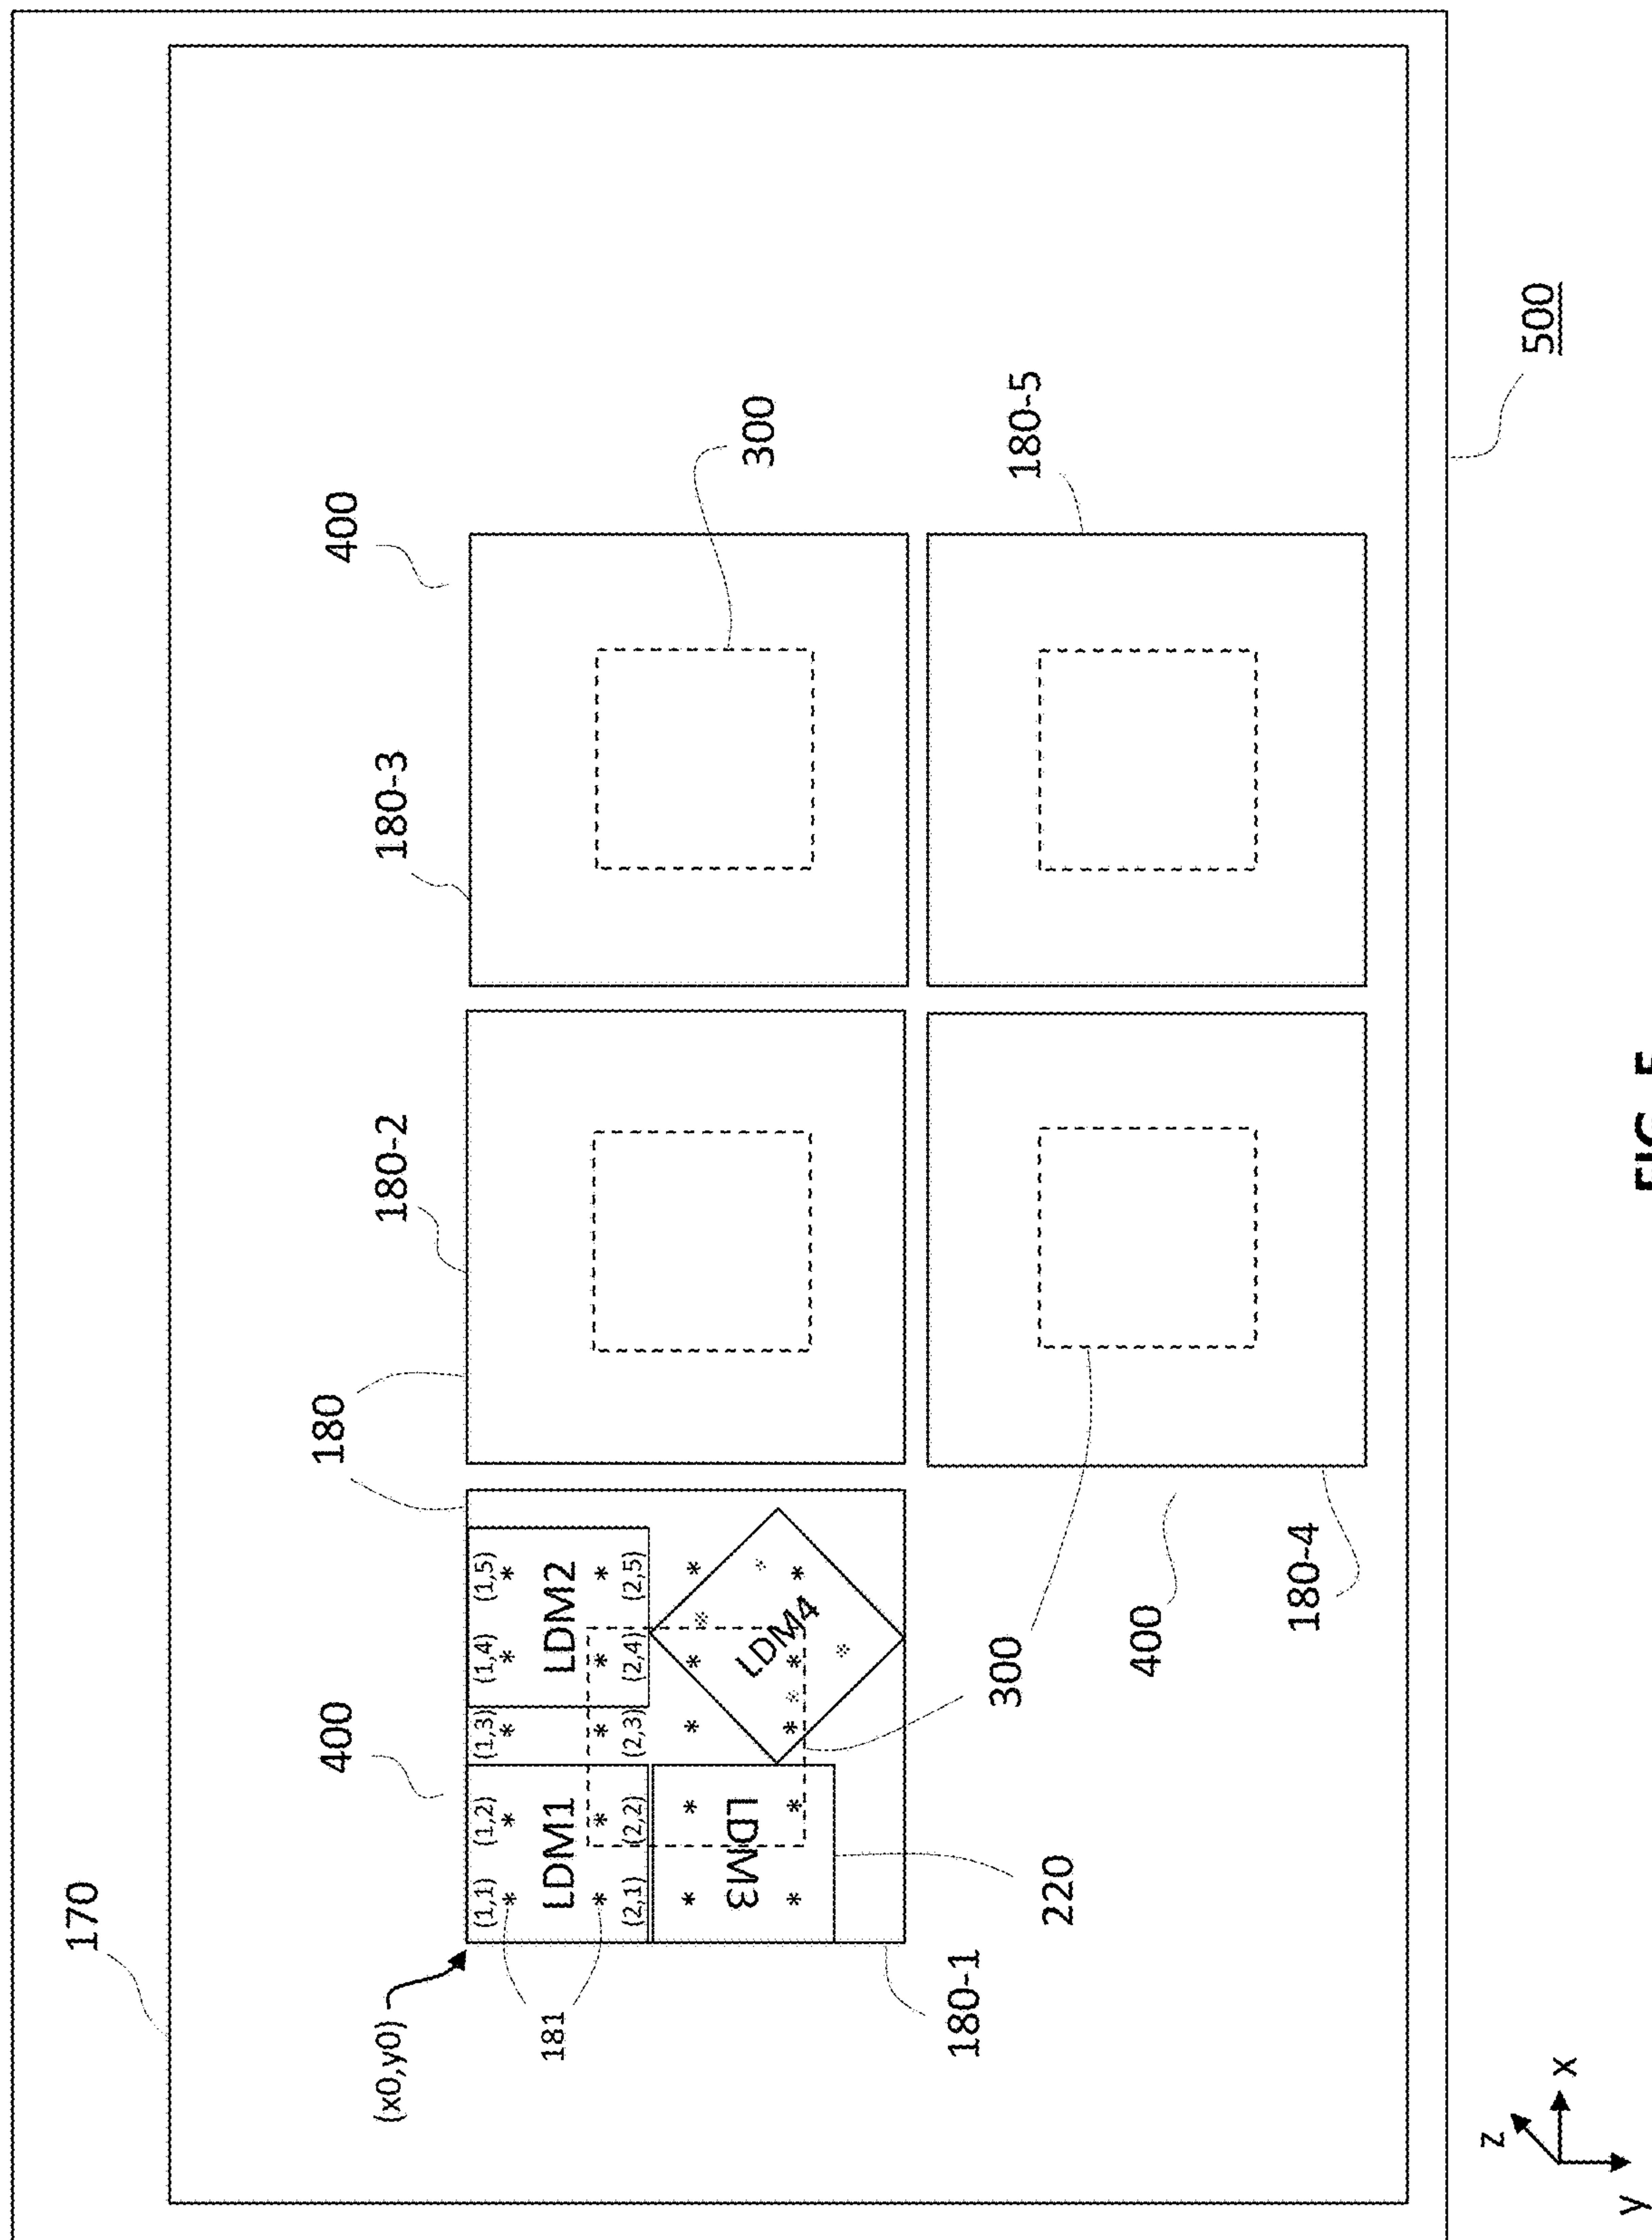 170
400
180
400
(x0,y0)
180-2
180-3
(1,1) (1,2) (1,3) (1,4) (1,5)
181
LDM1
LDM2
(2,1) (2,2) (2,3) (2,4) (2,5)
LDM3
LDM4
300
180-1
220
300
180-5
400
180-4
500
z
x
y
FIG